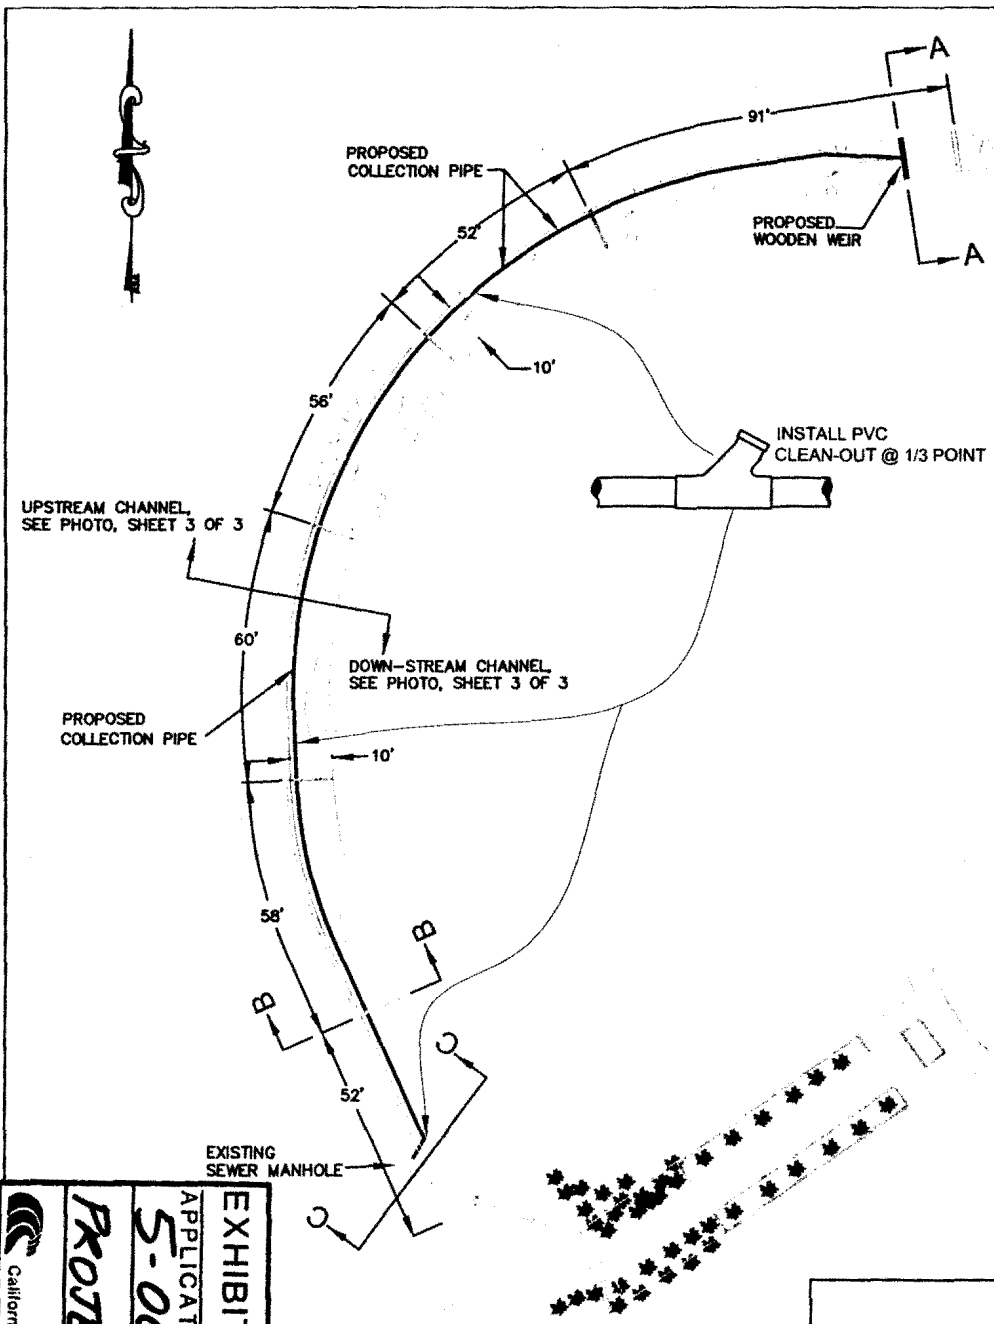 A
91'
PROPOSED
COLLECTION PIPE
52'
PROPOSED
WOODEN WEIR
A
10'
56'
INSTALL PVC
CLEAN-OUT @ 1/3 POINT
UPSTREAM CHANNEL,
SEE PHOTO, SHEET 3 OF 3
60'
DOWN-STREAM CHANNEL,
SEE PHOTO, SHEET 3 OF 3
PROPOSED
COLLECTION PIPE
10'
58'
B
B
C
52'
EXISTING
SEWER MANHOLE
C
EXHIBIT
APPLICAT
5-0
PROJE
Californ